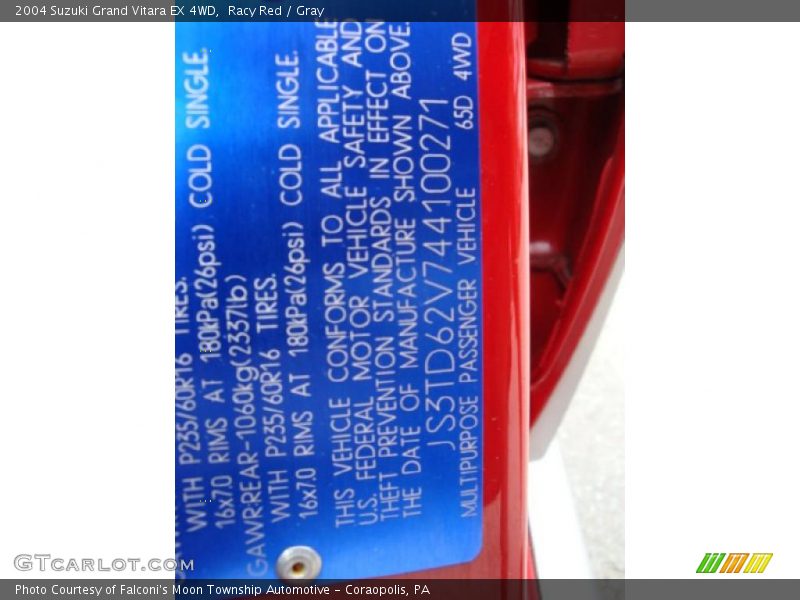 2004 Suzuki Grand Vitara EX 4WD, Racy Red / Gray
WITH P235/60R16 TIRES.
16x7.0 RIMS AT 180kPa(26psi) COLD SINGLE.
GAWR:REAR-1060kg(2337lb)
WITH P235/60R16 TIRES.
16x7.0 RIMS AT 180kPa(26psi) COLD SINGLE.
THIS VEHICLE CONFORMS TO ALL APPLICABLE
U.S. FEDERAL MOTOR VEHICLE SAFETY AND
THEFT PREVENTION STANDARDS IN EFFECT ON
THE DATE OF MANUFACTURE SHOWN ABOVE.
JS3TD62V744100271
MULTIPURPOSE PASSENGER VEHICLE 65D 4WD
GTcarlot.com
Photo Courtesy of Falconi's Moon Township Automotive - Coraopolis, PA